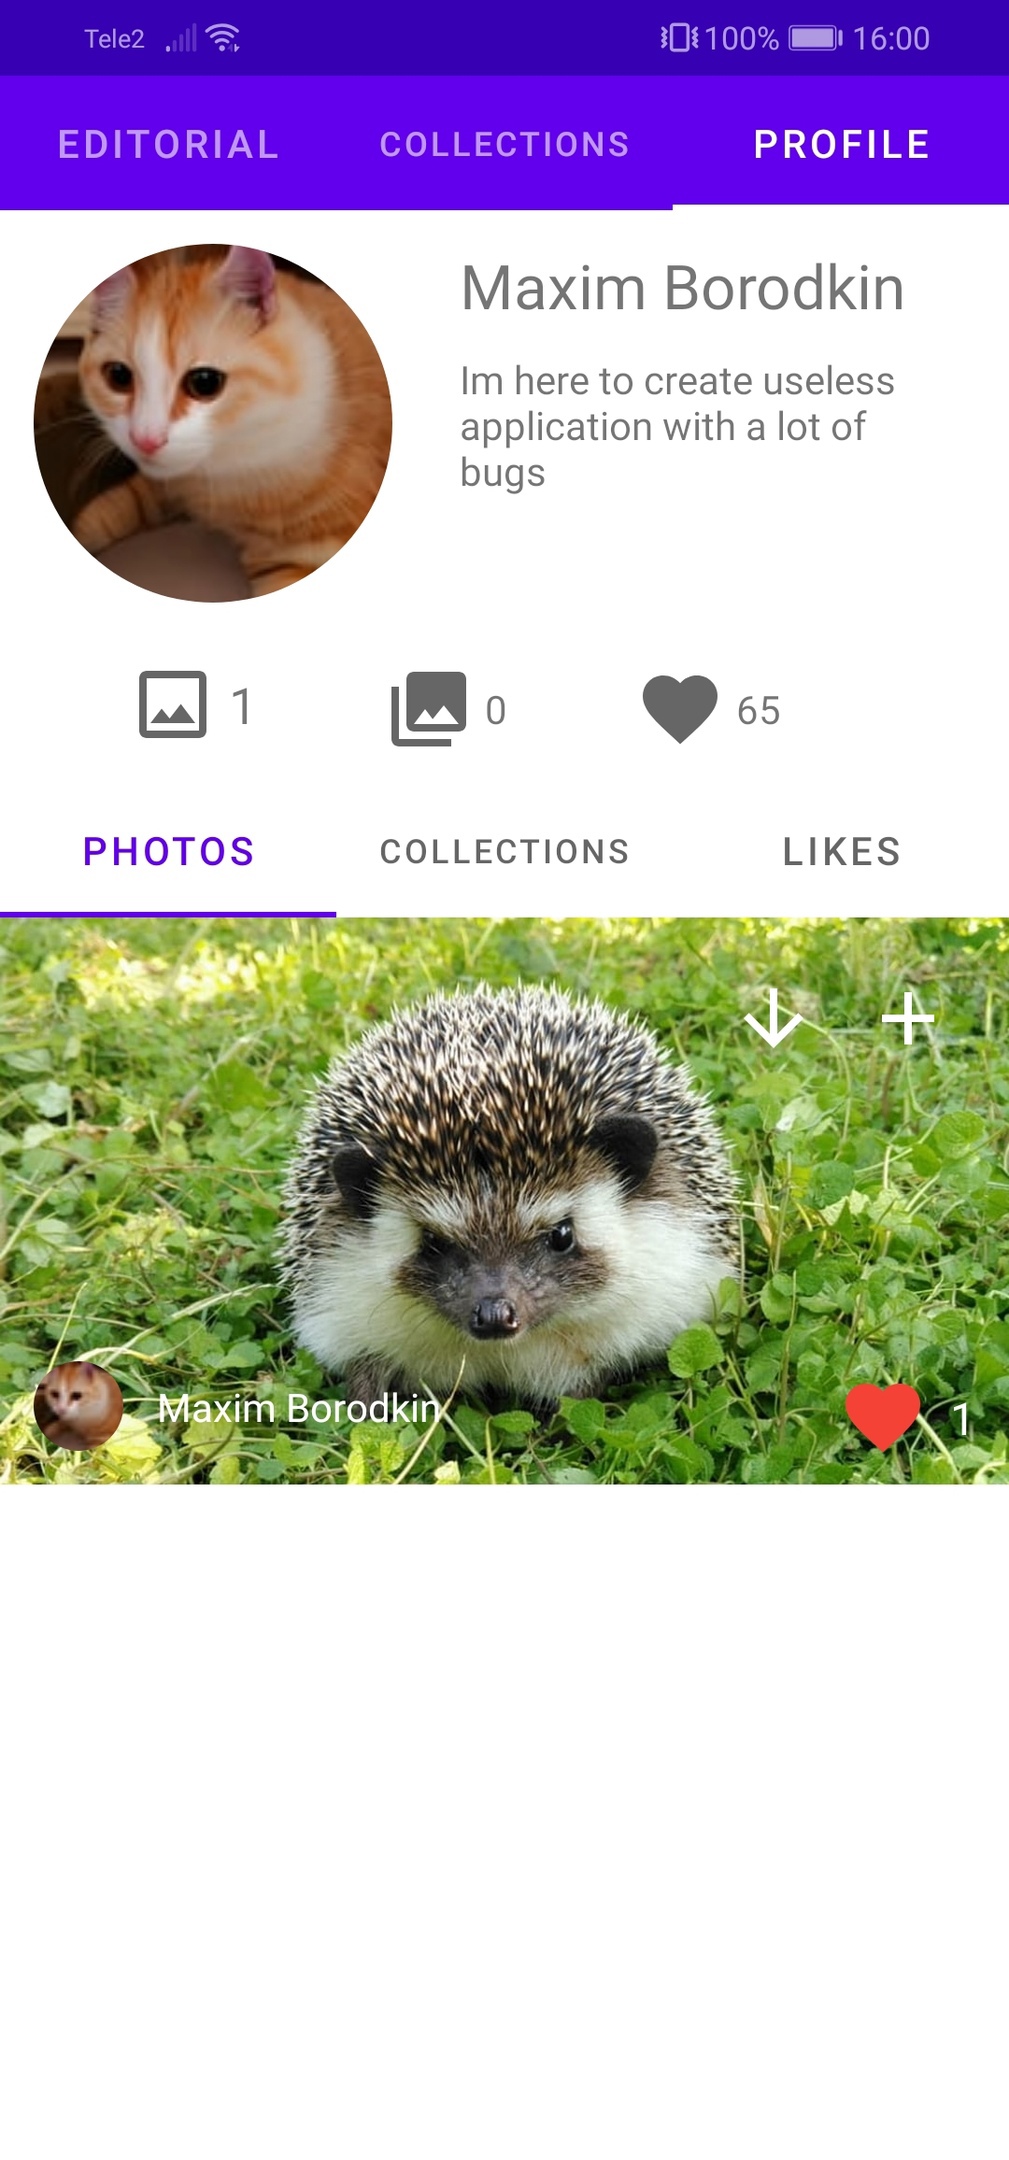 Tele2 100% 16:00
EDITORIAL COLLECTIONS PROFILE
Maxim Borodkin
Im here to create useless
application with a lot of
bugs
1 0 65
PHOTOS COLLECTIONS LIKES
Maxim Borodkin 1